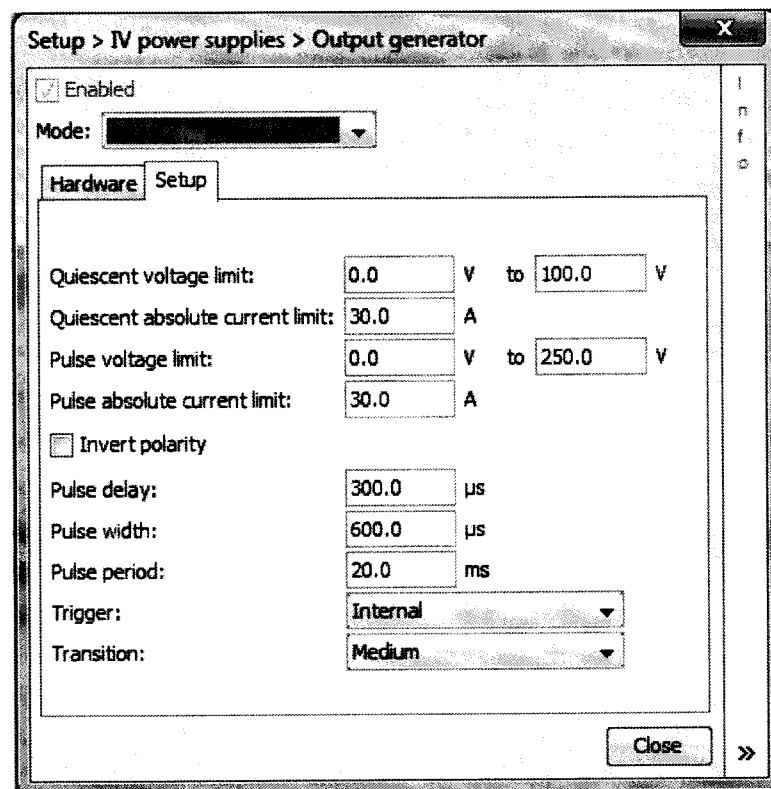 Setup > IV power supplies > Output generator
X
Enabled
Info
Mode:
Hardware Setup
Quiescent voltage limit: 0.0 V to 100.0 V
Quiescent absolute current limit: 30.0 A
Pulse voltage limit: 0.0 V to 250.0 V
Pulse absolute current limit: 30.0 A
Invert polarity
Pulse delay: 300.0 µs
Pulse width: 600.0 µs
Pulse period: 20.0 ms
Trigger: Internal
Transition: Medium
Close »